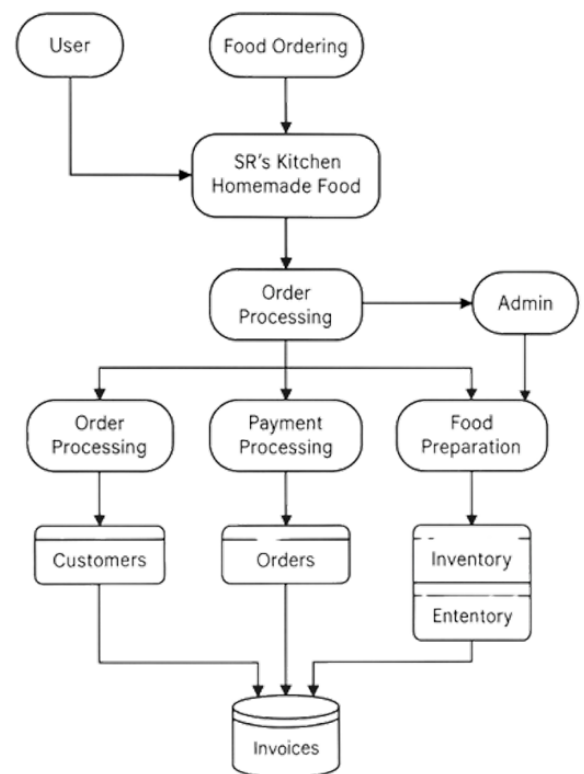 User
Food Ordering
SR's Kitchen
Homemade Food
Order
Processing
Admin
Order
Processing
Payment
Processing
Food
Preparation
Customers
Orders
Inventory
Ententory
Invoices